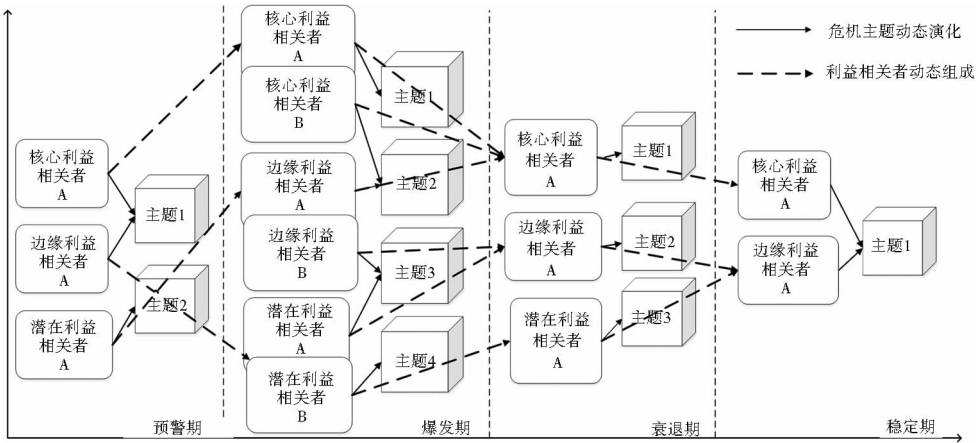 危机主题动态演化
利益相关者动态组成
核心利益
相关者
A
边缘利益
相关者
A
潜在利益
相关者
A
主题1
主题2
预警期
核心利益
相关者
A
核心利益
相关者
B
边缘利益
相关者
A
边缘利益
相关者
B
潜在利益
相关者
A
潜在利益
相关者
B
主题1
主题2
主题3
主题4
爆发期
核心利益
相关者
A
边缘利益
相关者
A
潜在利益
相关者
A
主题1
主题2
主题3
衰退期
核心利益
相关者
A
边缘利益
相关者
A
主题1
稳定期